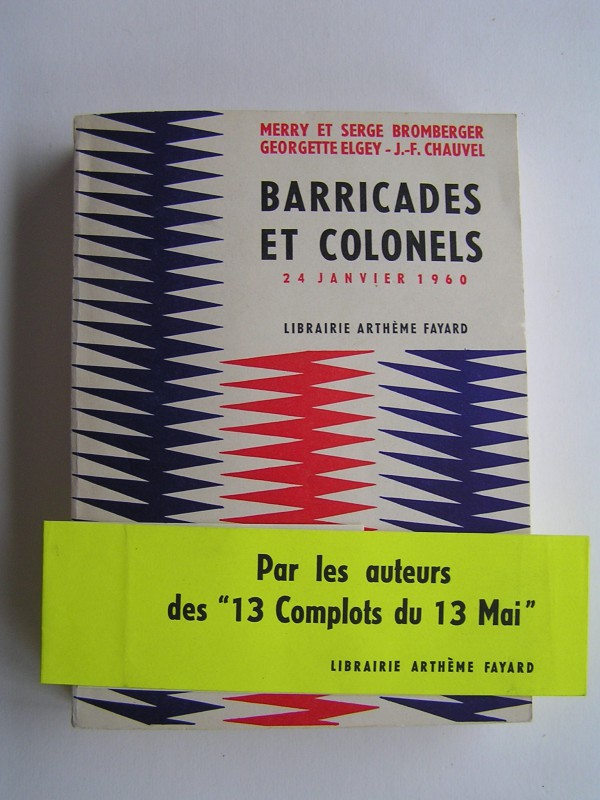 MERRY ET SERGE BROMBERGER
GEORGETTE ELGEY - J.-F. CHAUVEL
BARRICADES
ET COLONELS
24 JANVIER 1960
LIBRAIRIE ARTHÈME FAYARD
Par les auteurs
des "13 Complots du 13 Mai"
LIBRAIRIE ARTHÈME FAYARD